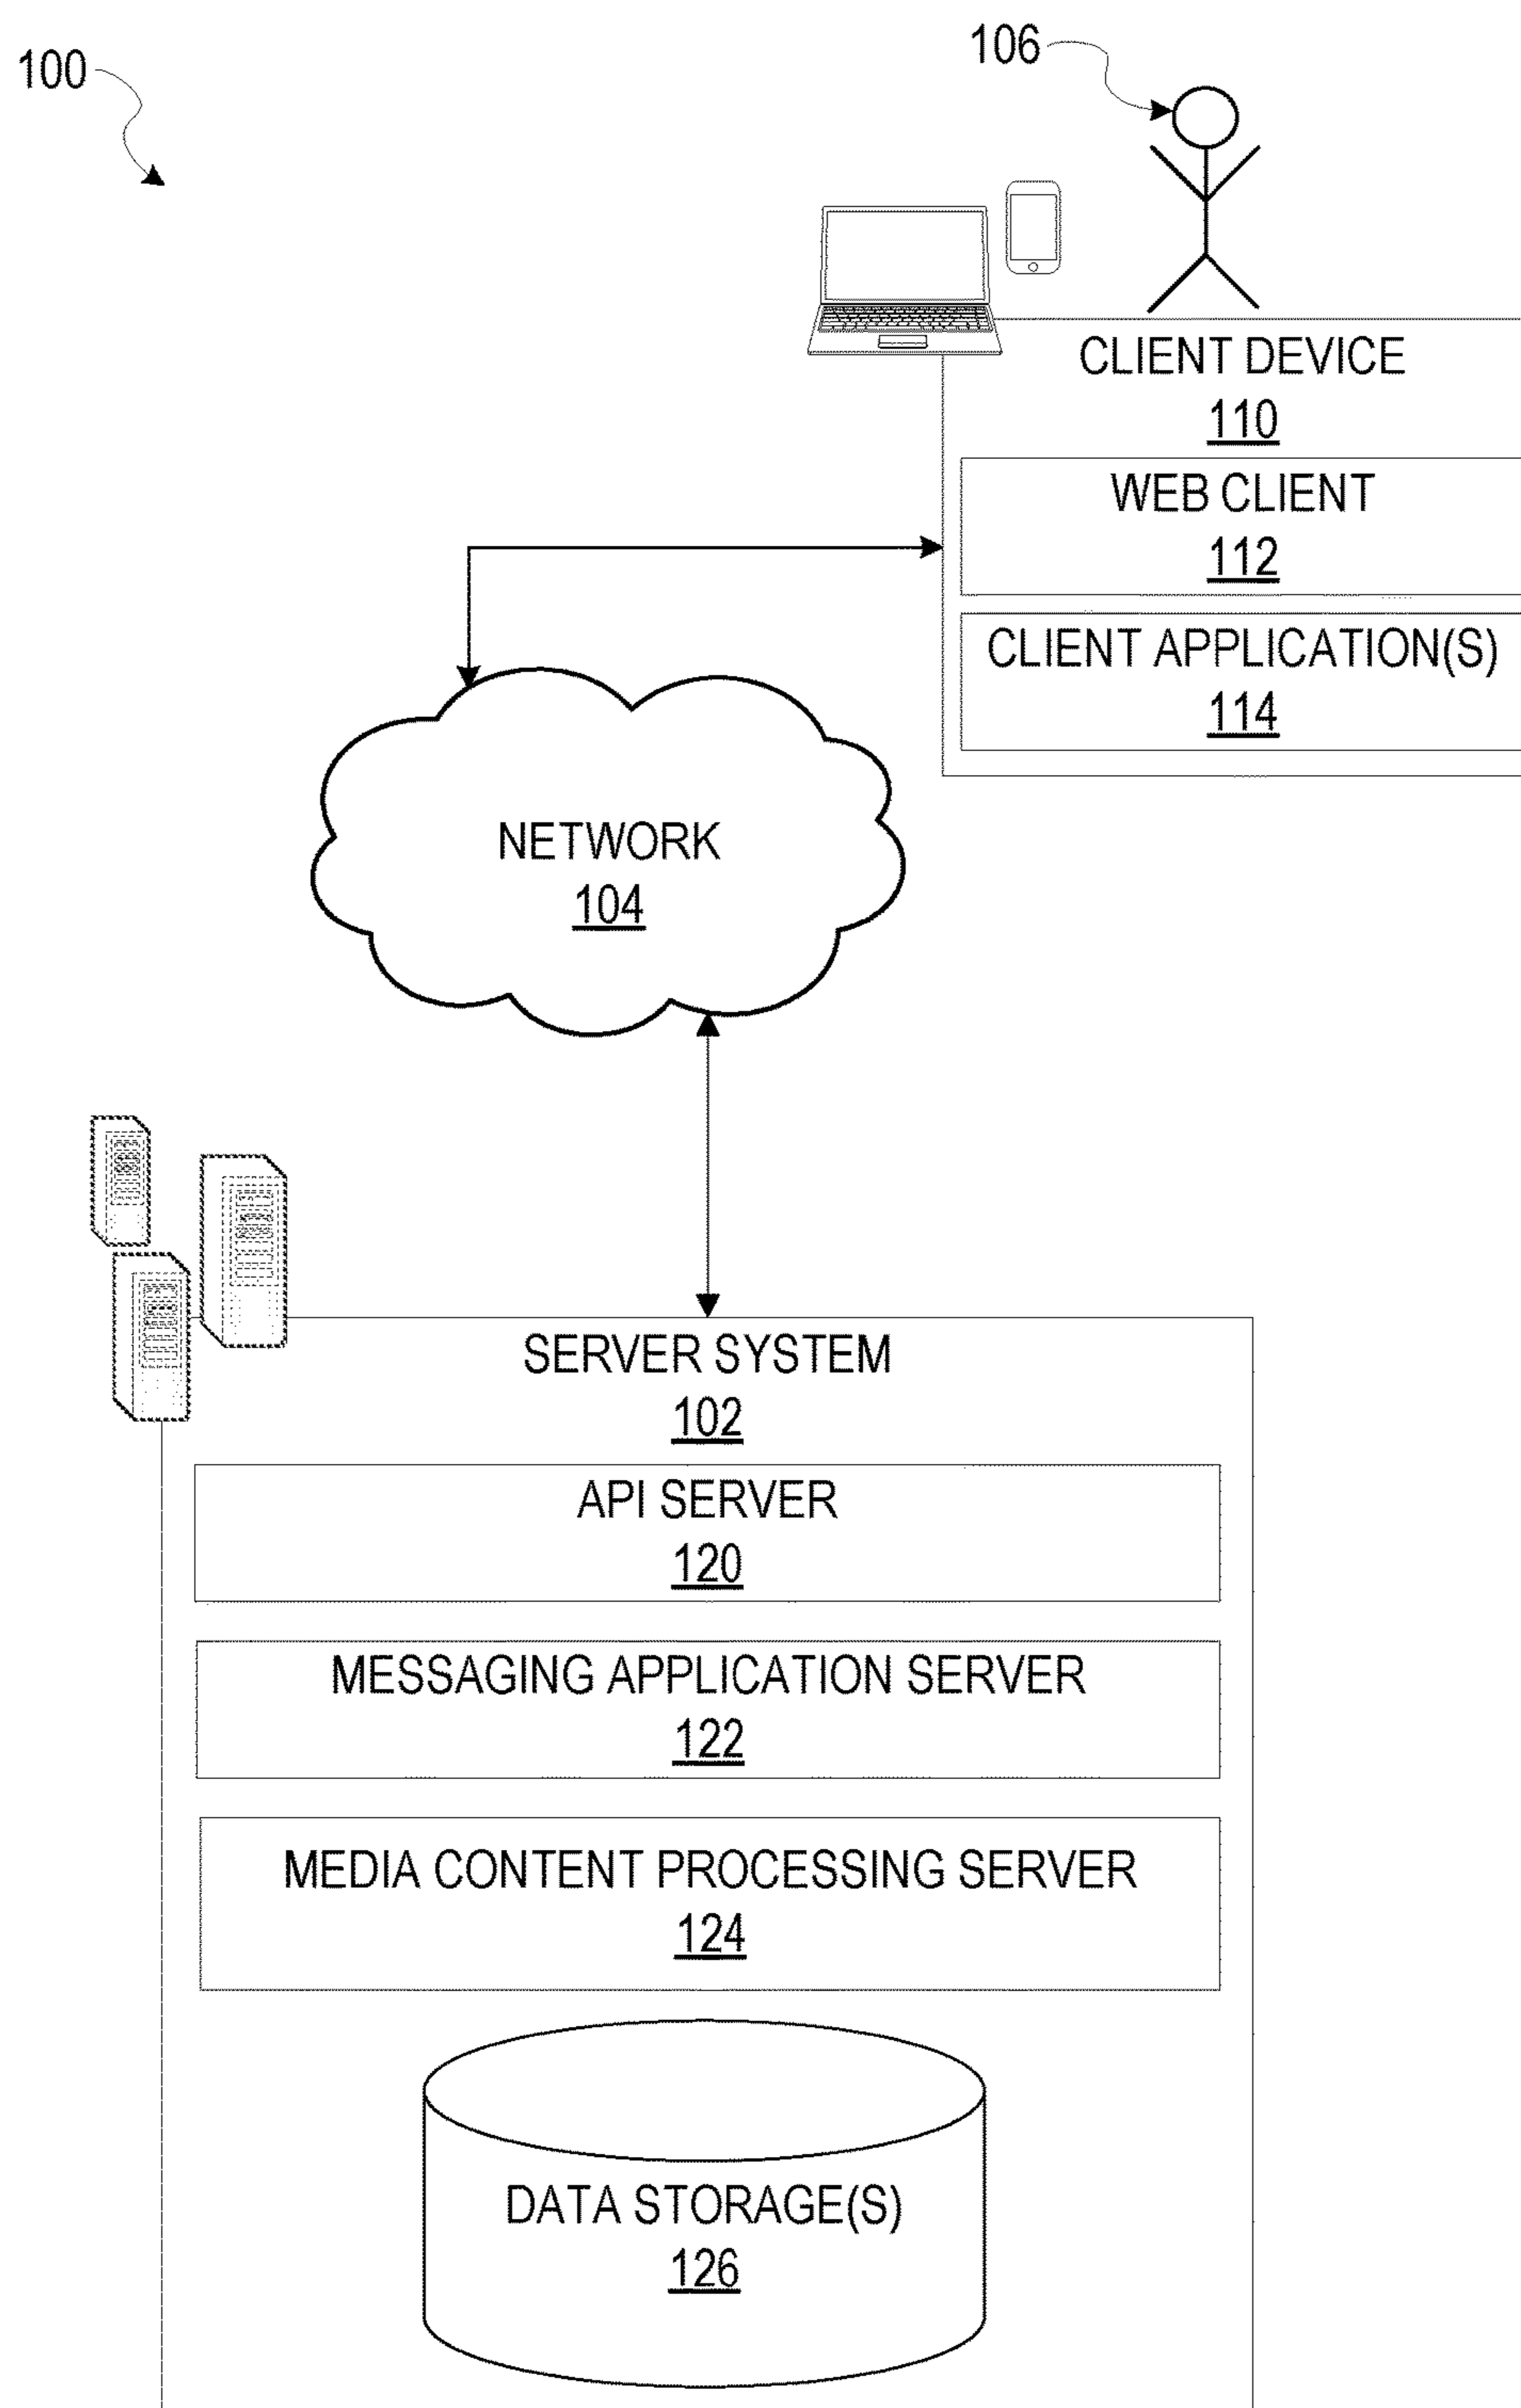 100
106
CLIENT DEVICE
110
WEB CLIENT
112
CLIENT APPLICATION(S)
114
NETWORK
104
SERVER SYSTEM
102
API SERVER
120
MESSAGING APPLICATION SERVER
122
MEDIA CONTENT PROCESSING SERVER
124
DATA STORAGE(S)
126